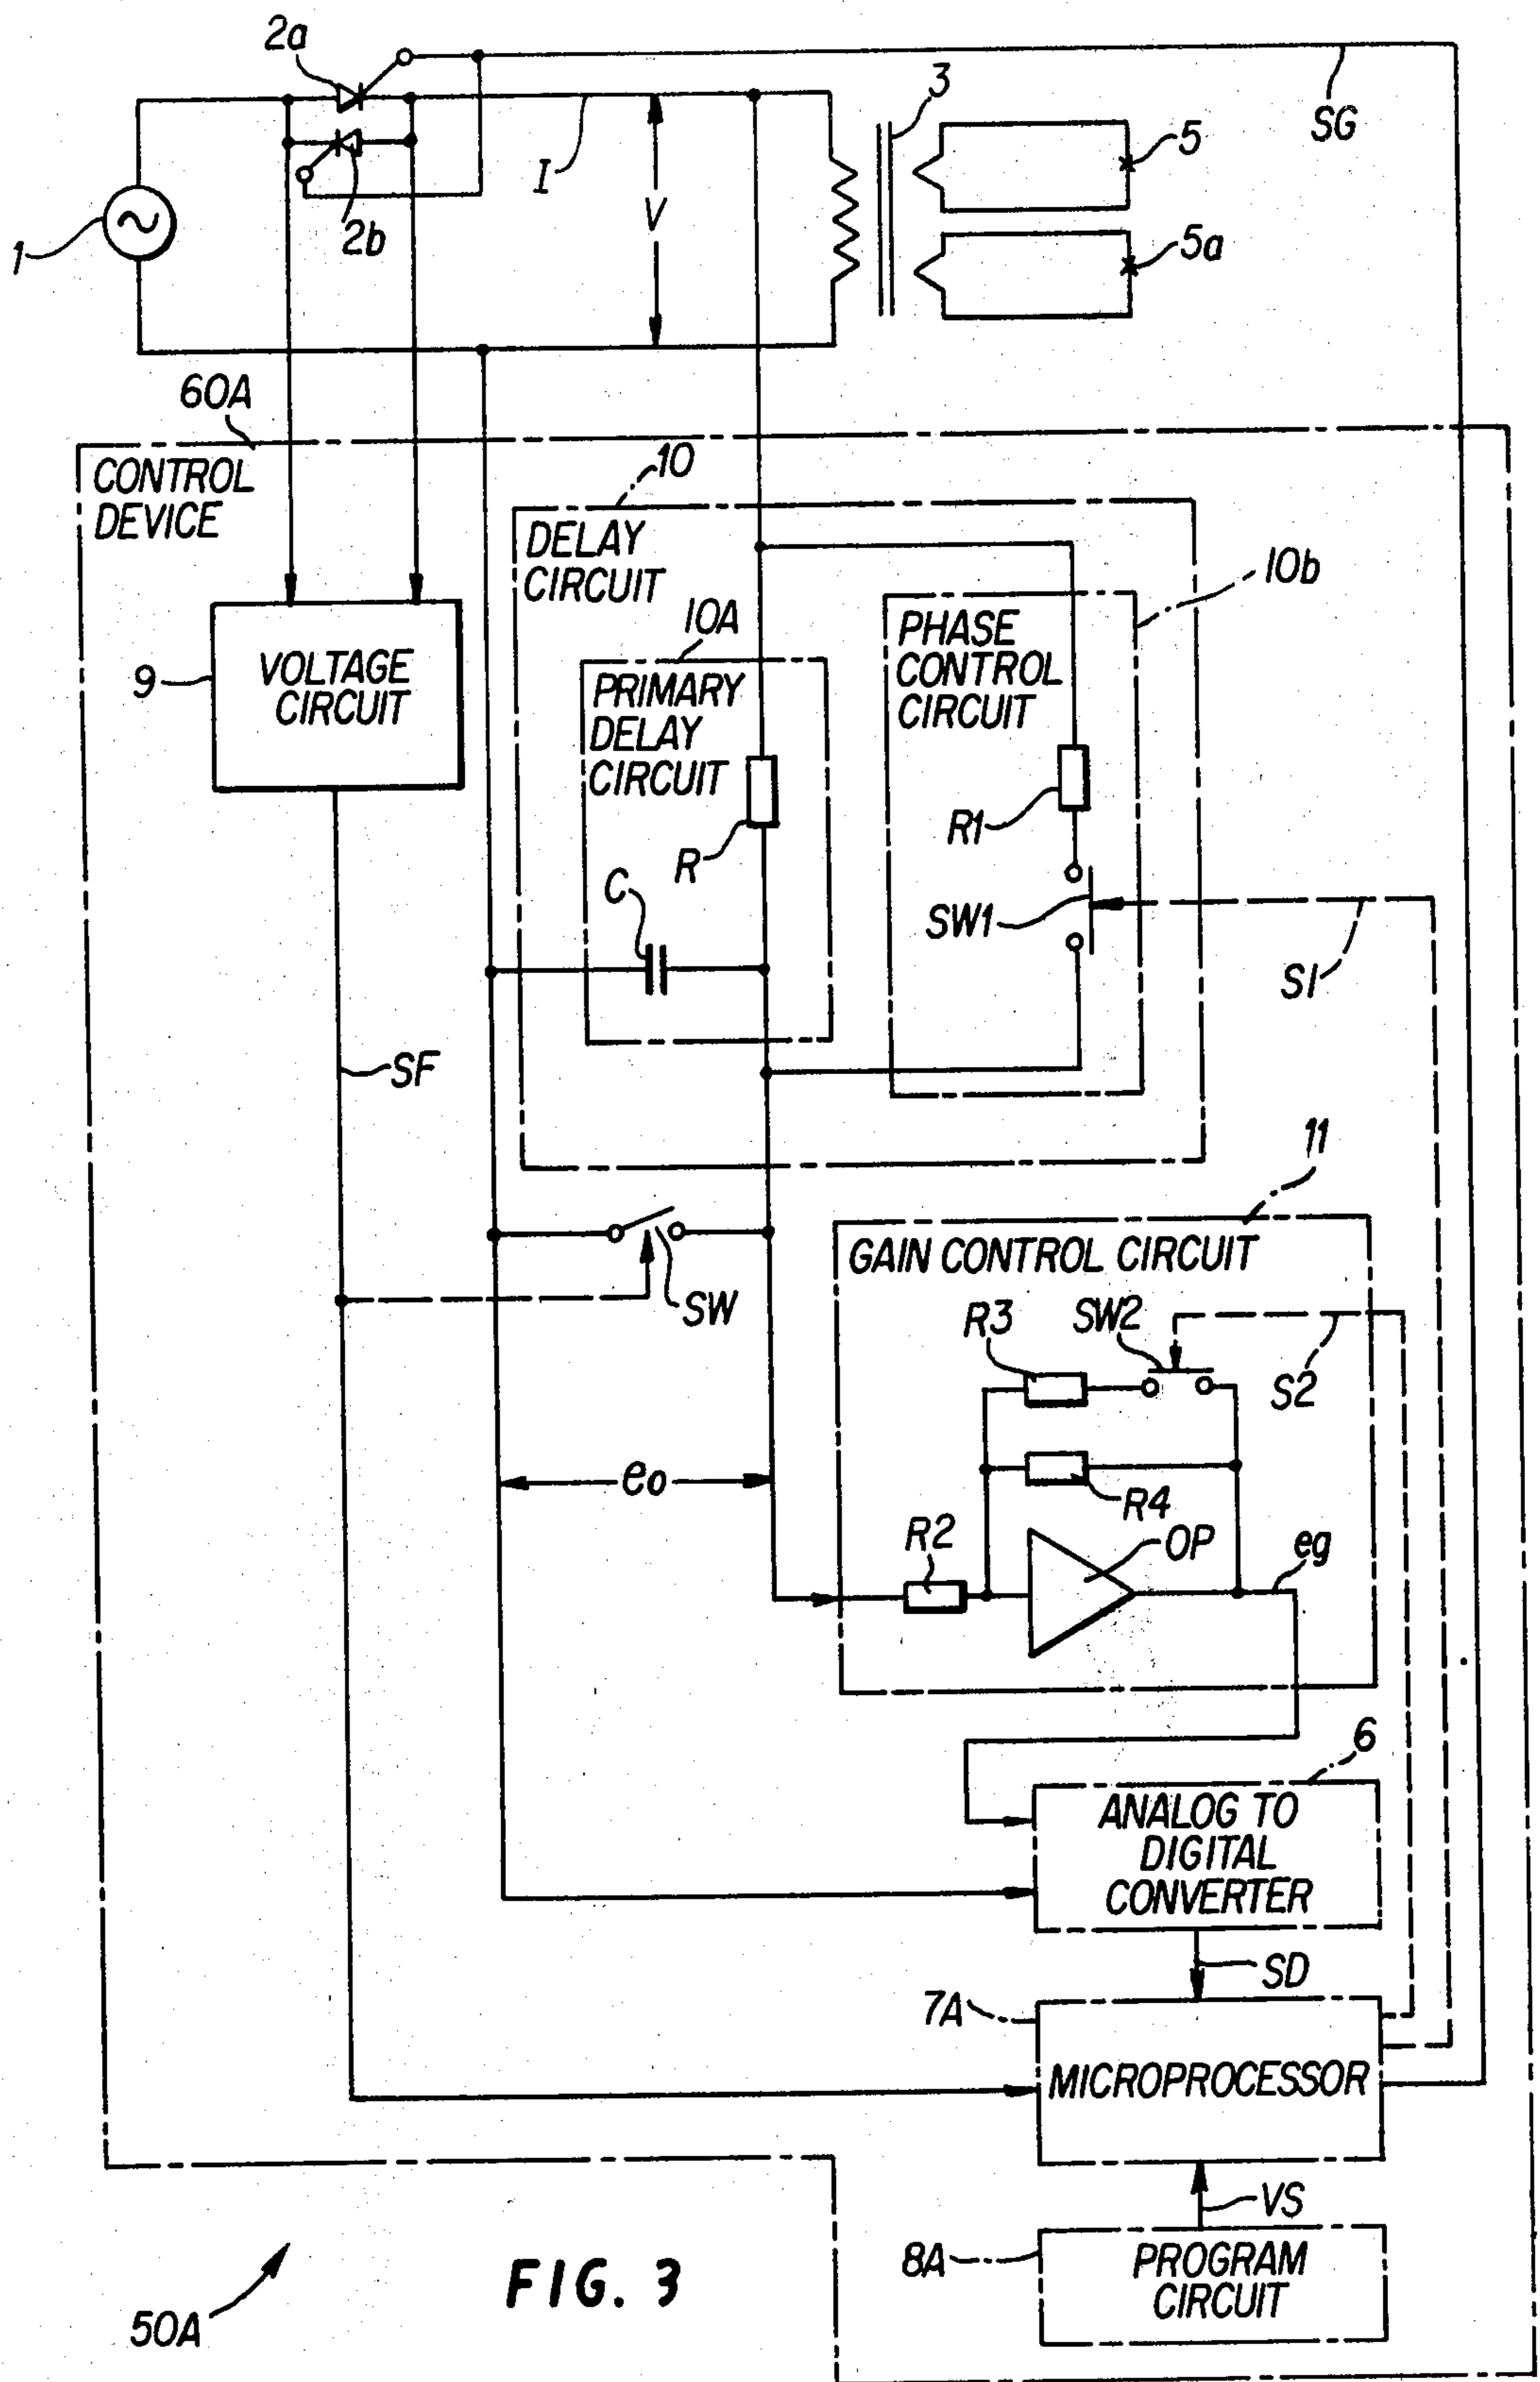 2a
3
SG
I
V
5
1
2b
5a
60A
CONTROL
DEVICE
10
DELAY
CIRCUIT
10b
10A
PHASE
CONTROL
CIRCUIT
9
VOLTAGE
CIRCUIT
PRIMARY
DELAY
CIRCUIT
R1
R
C
SW1
S1
SF
11
GAIN CONTROL CIRCUIT
SW
R3
SW2
S2
eo
R4
R2
OP
eg
6
ANALOG TO
DIGITAL
CONVERTER
SD
7A
MICROPROCESSOR
VS
8A
PROGRAM
CIRCUIT
FIG. 3
50A